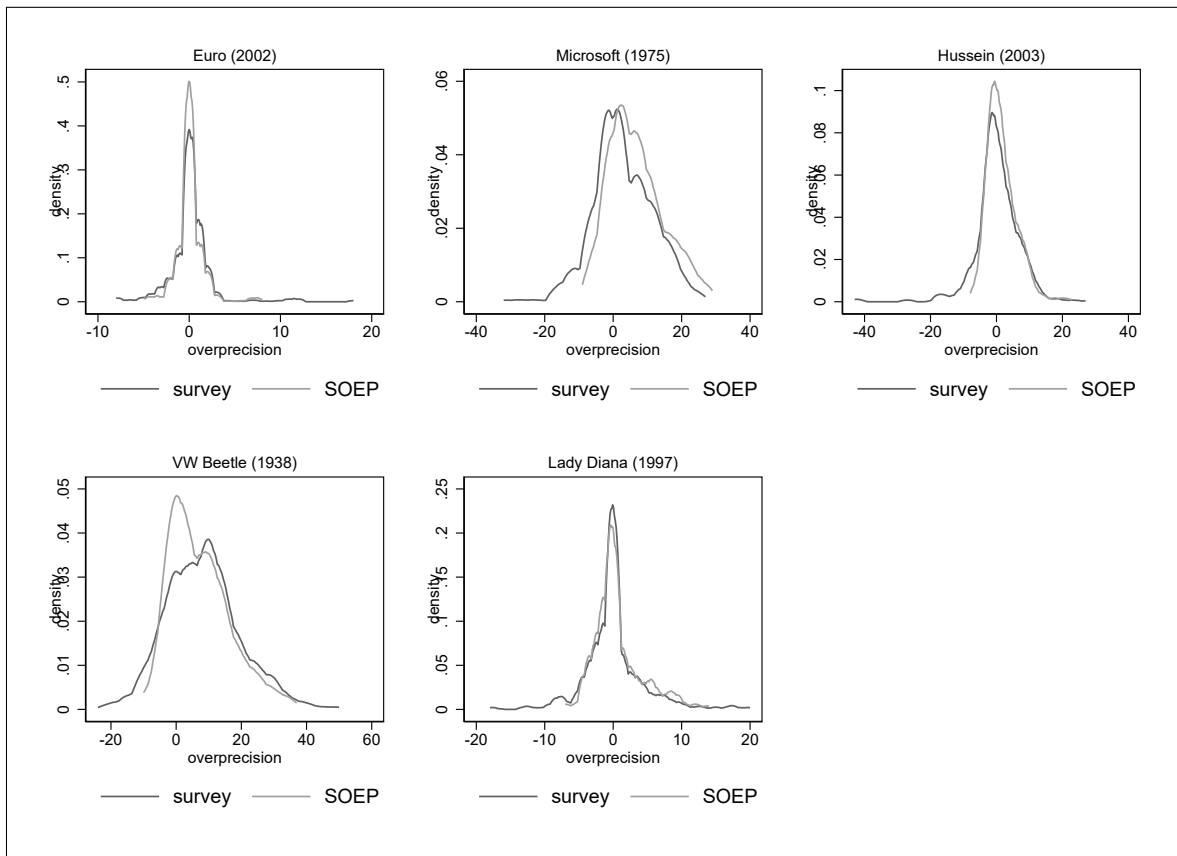 Euro (2002)
density
0 .1 .2 .3 .4 .5
-10 0 10 20
overprecision
survey SOEP
Microsoft (1975)
density
0 .02 .04 .06
-40 -20 0 20 40
overprecision
survey SOEP
Hussein (2003)
density
0 .02 .04 .06 .08 .1
-40 -20 0 20 40
overprecision
survey SOEP
VW Beetle (1938)
density
0 .01 .02 .03 .04 .05
-20 0 20 40 60
overprecision
survey SOEP
Lady Diana (1997)
density
0 .05 .1 .15 .2 .25
-20 -10 0 10 20
overprecision
survey SOEP